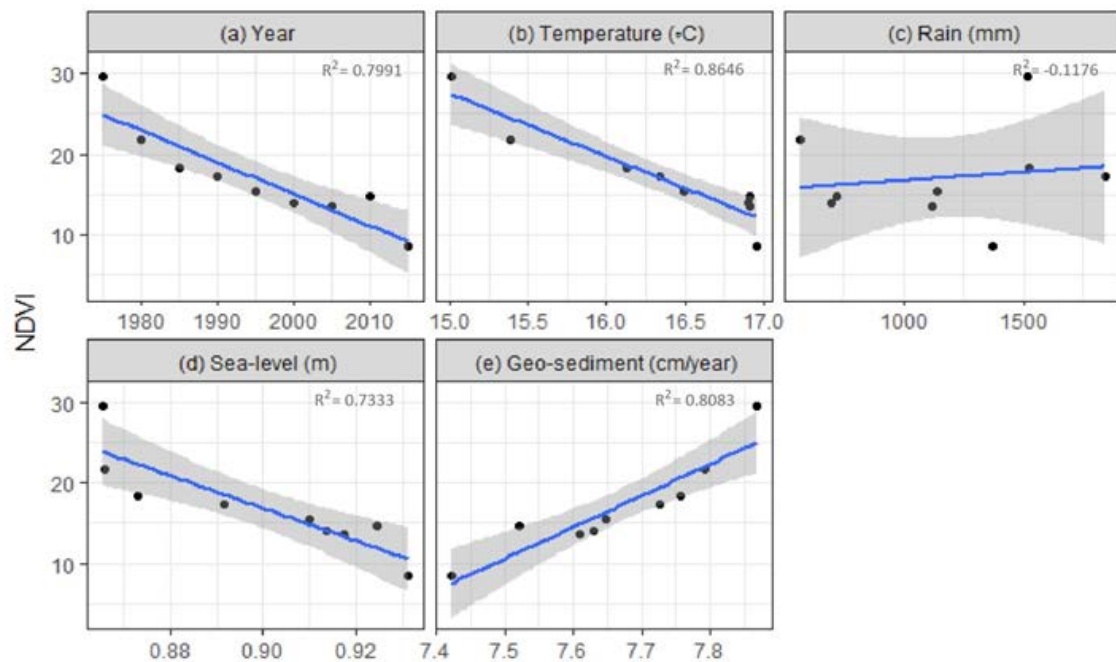 (a) Year
(b) Temperature (◦C)
(c) Rain (mm)
R²= 0.7991
R²= 0.8646
R²= -0.1176
30
20
10
1980 1990 2000 2010
15.0 15.5 16.0 16.5 17.0
1000 1500
NDVI
(d) Sea-level (m)
(e) Geo-sediment (cm/year)
R²= 0.7333
R²= 0.8083
30
20
10
0.88 0.90 0.92
7.4 7.5 7.6 7.7 7.8